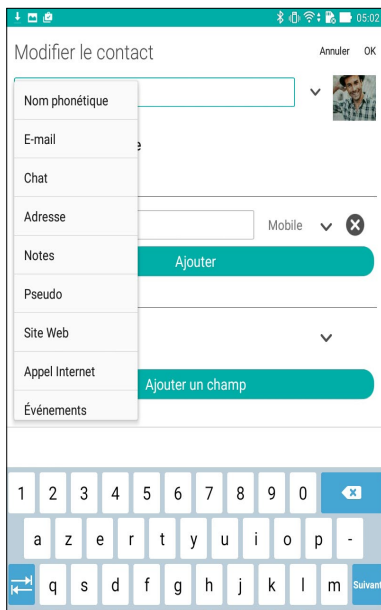 05:02
Modifier le contact Annuler OK
Nom phonétique
E-mail
e
Chat
Adresse Mobile
Notes Ajouter
Pseudo
Site Web
Appel Internet
Ajouter un champ
Événements
1 2 3 4 5 6 7 8 9 0
a z e r t y u i o p -
q s d f g h j k l m Suivant